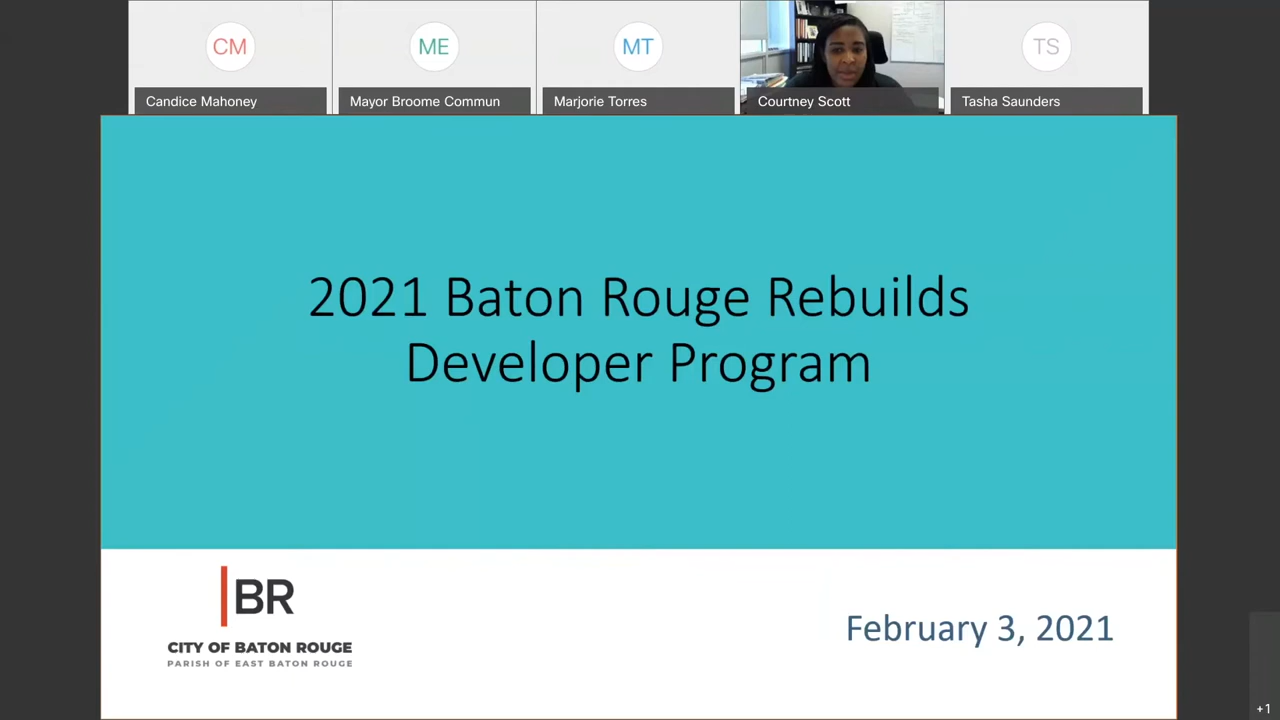 CM
ME
MT
TS
Candice Mahoney
Mayor Broome Commun
Marjorie Torres
Courtney Scott
Tasha Saunders
2021 Baton Rouge Rebuilds
Developer Program
BR
CITY OF BATON ROUGE
PARISH OF EAST BATON ROUGE
February 3, 2021
+1